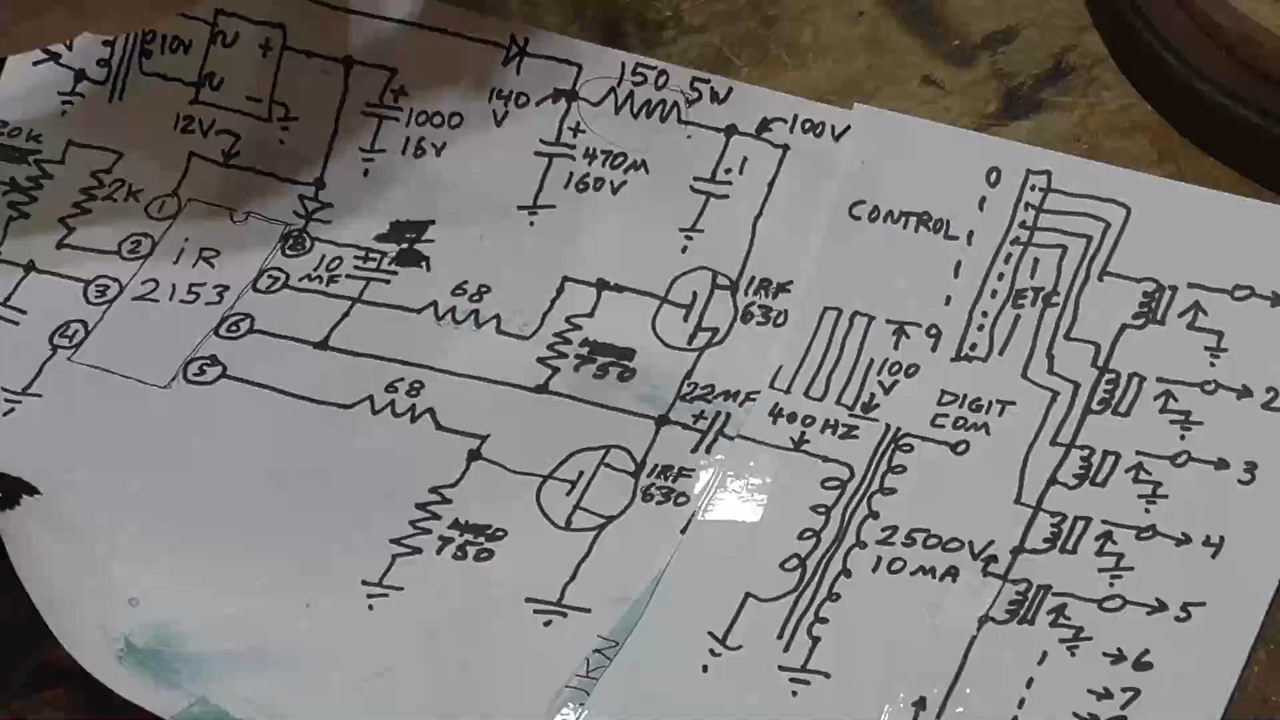 10V
+
-
12V
+
1000
16V
140
V
150 5W
100V
+
470M
160V
.1
20K
2K
1
2
3
4
iR
2153
8
7
6
5
+
10
MF
68
750
68
750
IRF
630
IRF
630
22MF
+
400HZ
100
V
CONTROL
0
9
ETC
DIGIT
COM
2500V
10MA
2
3
4
5
6
7